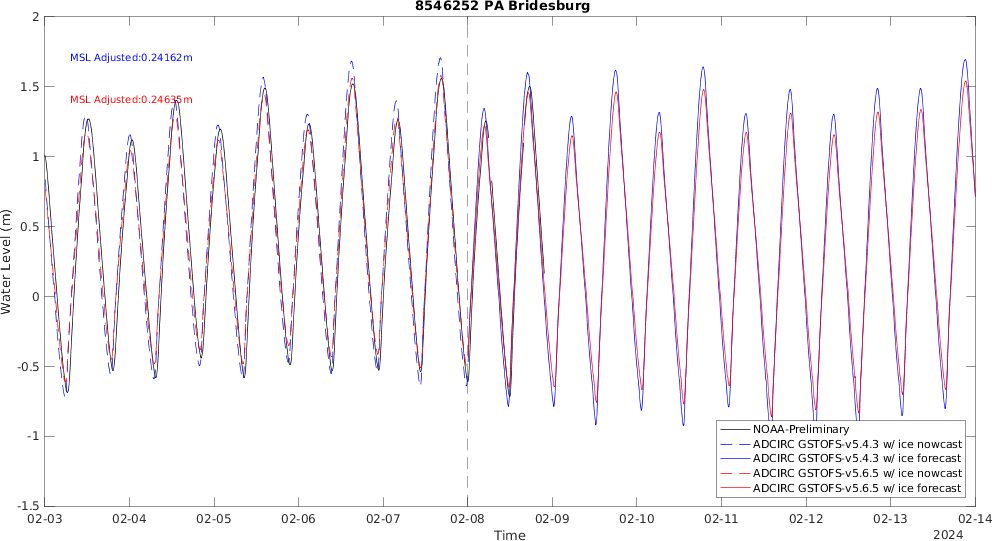 8546252 PA Bridesburg
MSL Adjusted:0.24162m
MSL Adjusted:0.24635m
Water Level (m)
2
1.5
1
0.5
0
-0.5
-1
-1.5
NOAA-Preliminary
ADCIRC GSTOFS-v5.4.3 w/ ice nowcast
ADCIRC GSTOFS-v5.4.3 w/ ice forecast
ADCIRC GSTOFS-v5.6.5 w/ ice nowcast
ADCIRC GSTOFS-v5.6.5 w/ ice forecast
02-03 02-04 02-05 02-06 02-07 02-08 02-09 02-10 02-11 02-12 02-13 02-14
Time
2024